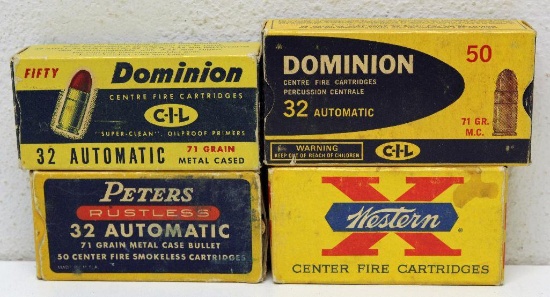 FIFTY
Dominion
CENTRE FIRE CARTRIDGES
C-I-L
"SUPER-CLEAN" OILPROOF PRIMERS
32 AUTOMATIC
71 GRAIN
METAL CASED
DOMINION
50
CENTRE FIRE CARTRIDGES
PERCUSSION CENTRALE
32 AUTOMATIC
71 GR.
M.C.
WARNING
KEEP OUT OF REACH OF CHILDREN
C-I-L
PETERS
RUSTLESS
32 AUTOMATIC
71 GRAIN METAL CASE BULLET
50 CENTER FIRE SMOKELESS CARTRIDGES
X
Western
CENTER FIRE CARTRIDGES